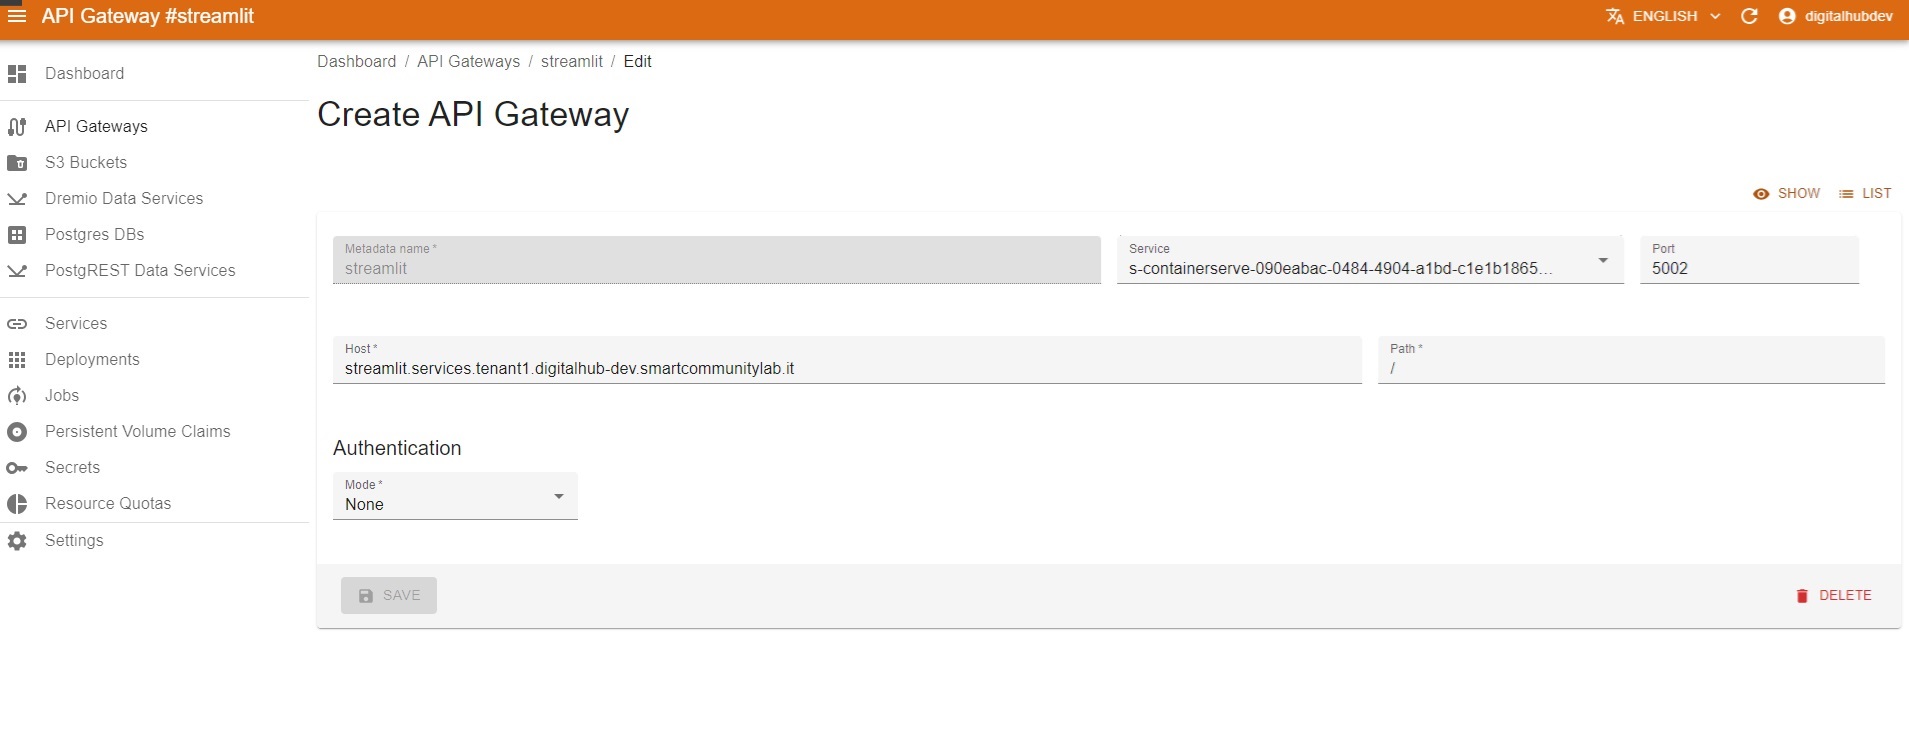 API Gateway #streamlit
ENGLISH
digitalhubdev
Dashboard
API Gateways
S3 Buckets
Dremio Data Services
Postgres DBs
PostgREST Data Services
Services
Deployments
Jobs
Persistent Volume Claims
Secrets
Resource Quotas
Settings
Dashboard / API Gateways / streamlit / Edit
Create API Gateway
SHOW LIST
Metadata name *
streamlit
Service
s-containerserve-090eabac-0484-4904-a1bd-c1e1b1865...
Port
5002
Host *
streamlit.services.tenant1.digitalhub-dev.smartcommunitylab.it
Path *
/
Authentication
Mode *
None
SAVE
DELETE